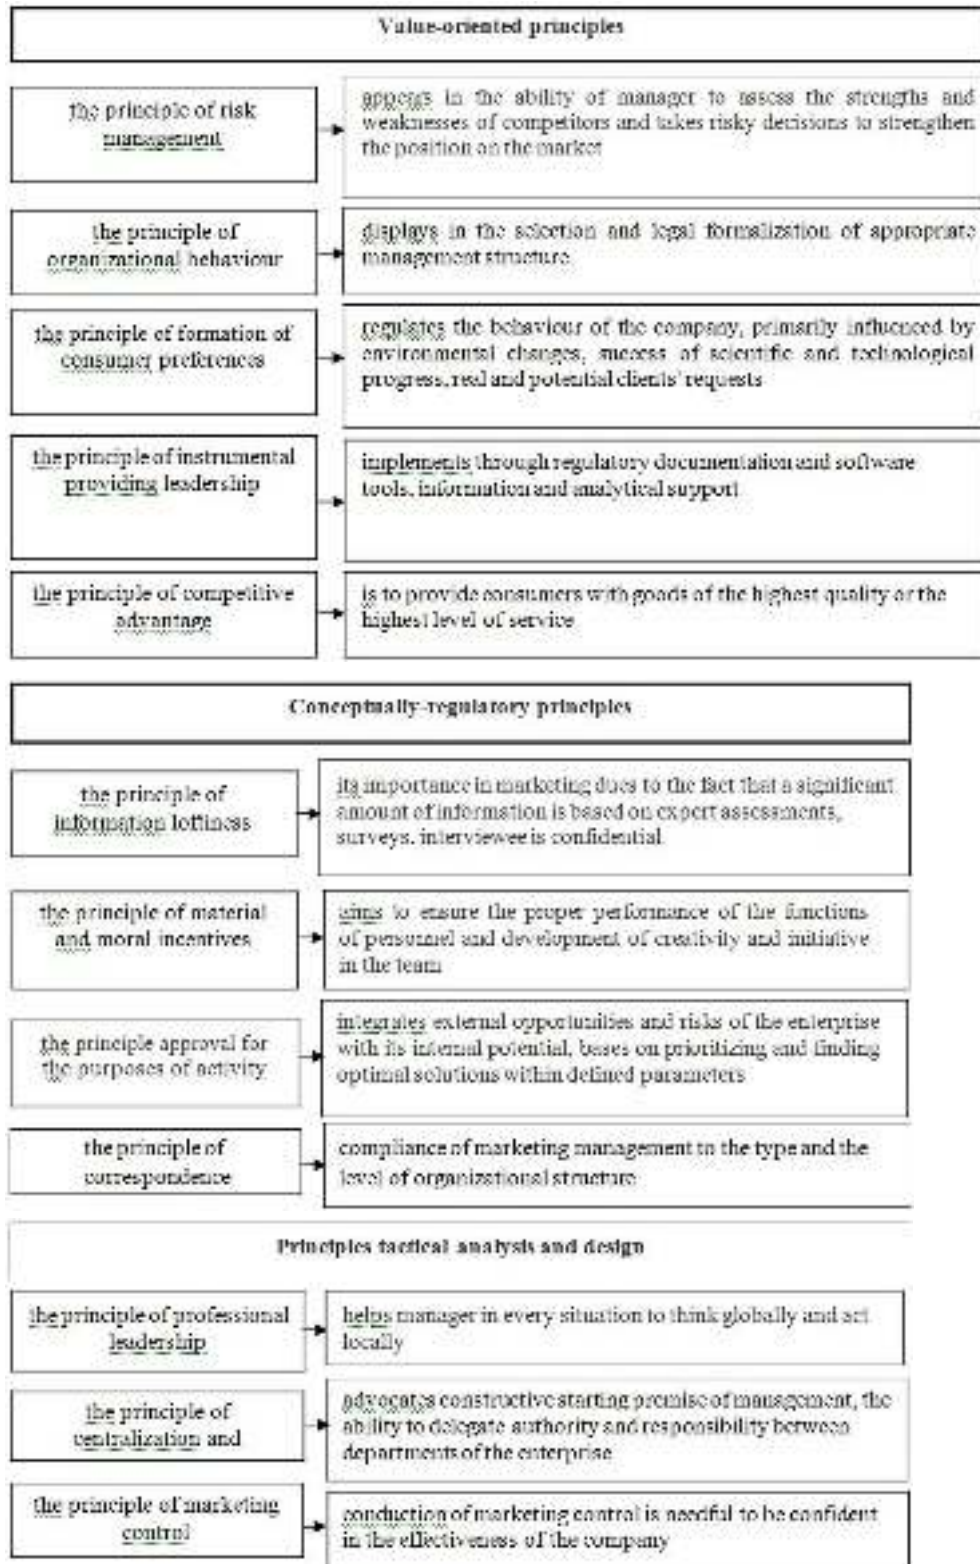 Value-oriented principles
the principle of risk
management
appears in the ability of manager to assess the strengths and
weaknesses of competitors and takes risky decisions to strengthen
the position on the market
the principle of
organizational behaviour
displays in the selection and legal formalization of appropriate
management structure
the principle of formation of
consumer preferences
regulates the behaviour of the company, primarily influenced by
environmental changes, success of scientific and technological
progress, real and potential clients' requests
the principle of instrumental
providing leadership
implements through regulatory documentation and software
tools, information and analytical support
the principle of competitive
advantage
is to provide consumers with goods of the highest quality or the
highest level of service
Conceptually-regulatory principles
the principle of
information loftiness
its importance in marketing dues to the fact that a significant
amount of information is based on expert assessments,
surveys, interviewee is confidential
the principle of material
and moral incentives
aims to ensure the proper performance of the functions
of personnel and development of creativity and initiative
in the team
the principle approval for
the purposes of activity
integrates external opportunities and risks of the enterprise
with its internal potential, bases on prioritizing and finding
optimal solutions within defined parameters
the principle of
correspondence
compliance of marketing management to the type and the
level of organizational structure
Principles tactical analysis and design
the principle of professional
leadership
helps manager in every situation to think globally and act
locally
the principle of
centralization and
advocates constructive starting premise of management, the
ability to delegate authority and responsibility between
departments of the enterprise
the principle of marketing
control
conduction of marketing control is needful to be confident
in the effectiveness of the company